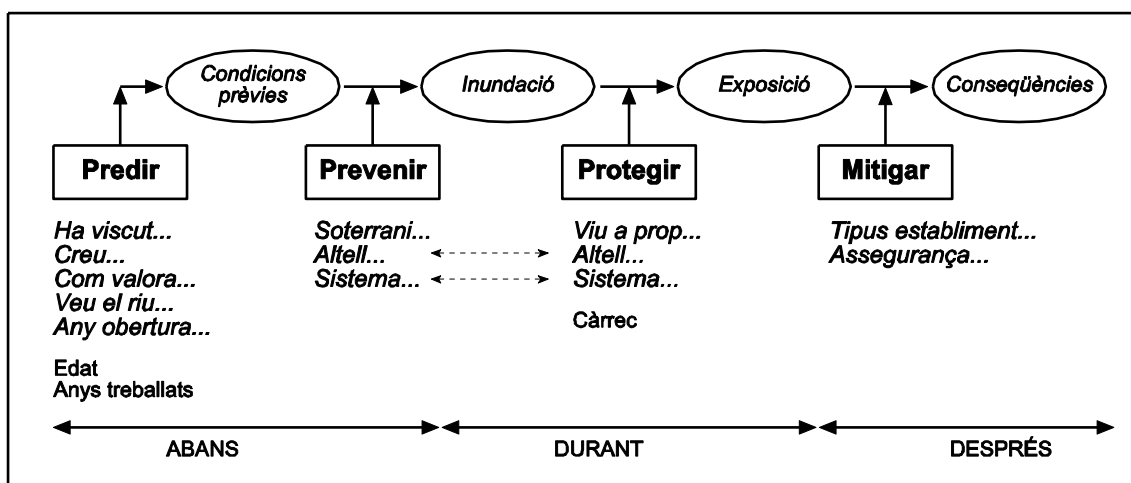 Condicions
prèvies
Inundació
Exposició
Conseqüències
Predir
Prevenir
Protegir
Mitigar
Ha viscut...
Creu...
Com valora...
Veu el riu...
Any obertura...
Edat
Anys treballats
Soterrani...
Altell...
Sistema...
Viu a prop...
Altell...
Sistema...
Càrrec
Tipus establiment...
Assegurança...
ABANS
DURANT
DESPRÉS